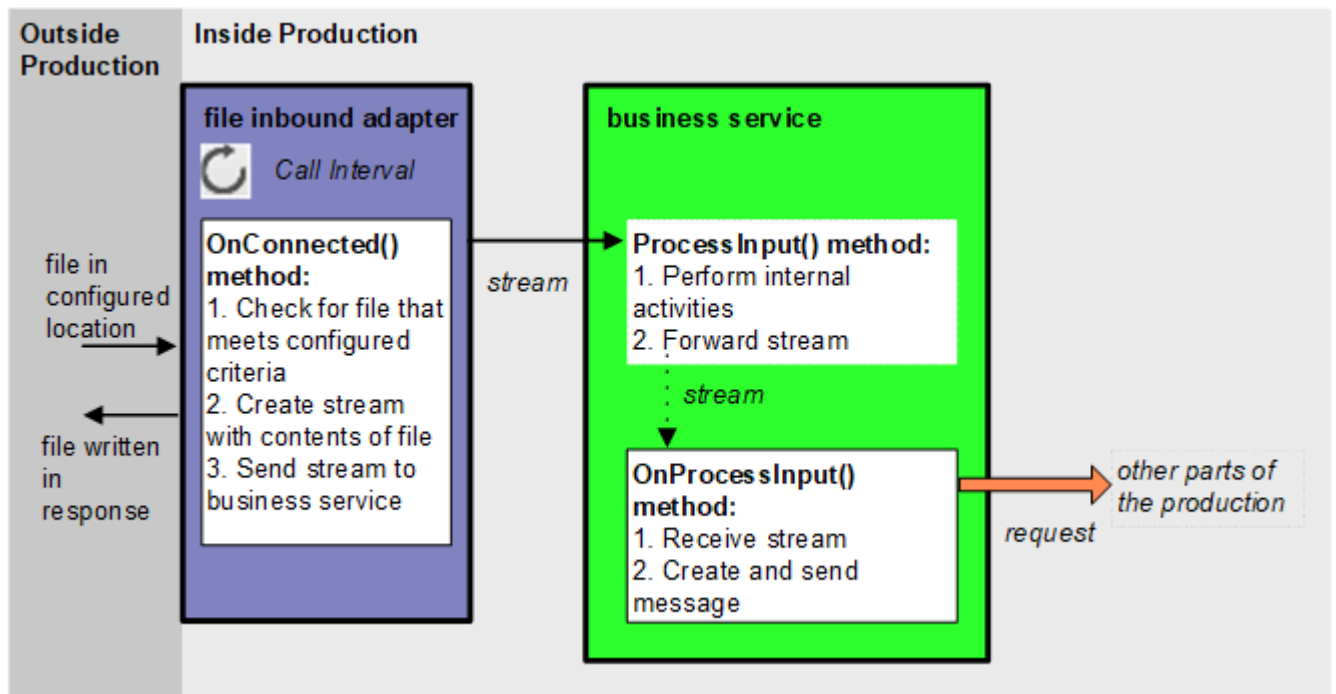 Outside
Production
Inside Production
file inbound adapter
Call Interval
OnConnected()
method:
1. Check for file that
meets configured
criteria
2. Create stream
with contents of file
3. Send stream to
business service
file in
configured
location
file written
in
response
stream
business service
ProcessInput() method:
1. Perform internal
activities
2. Forward stream
stream
OnProcessInput()
method:
1. Receive stream
2. Create and send
message
request
other parts of
the production